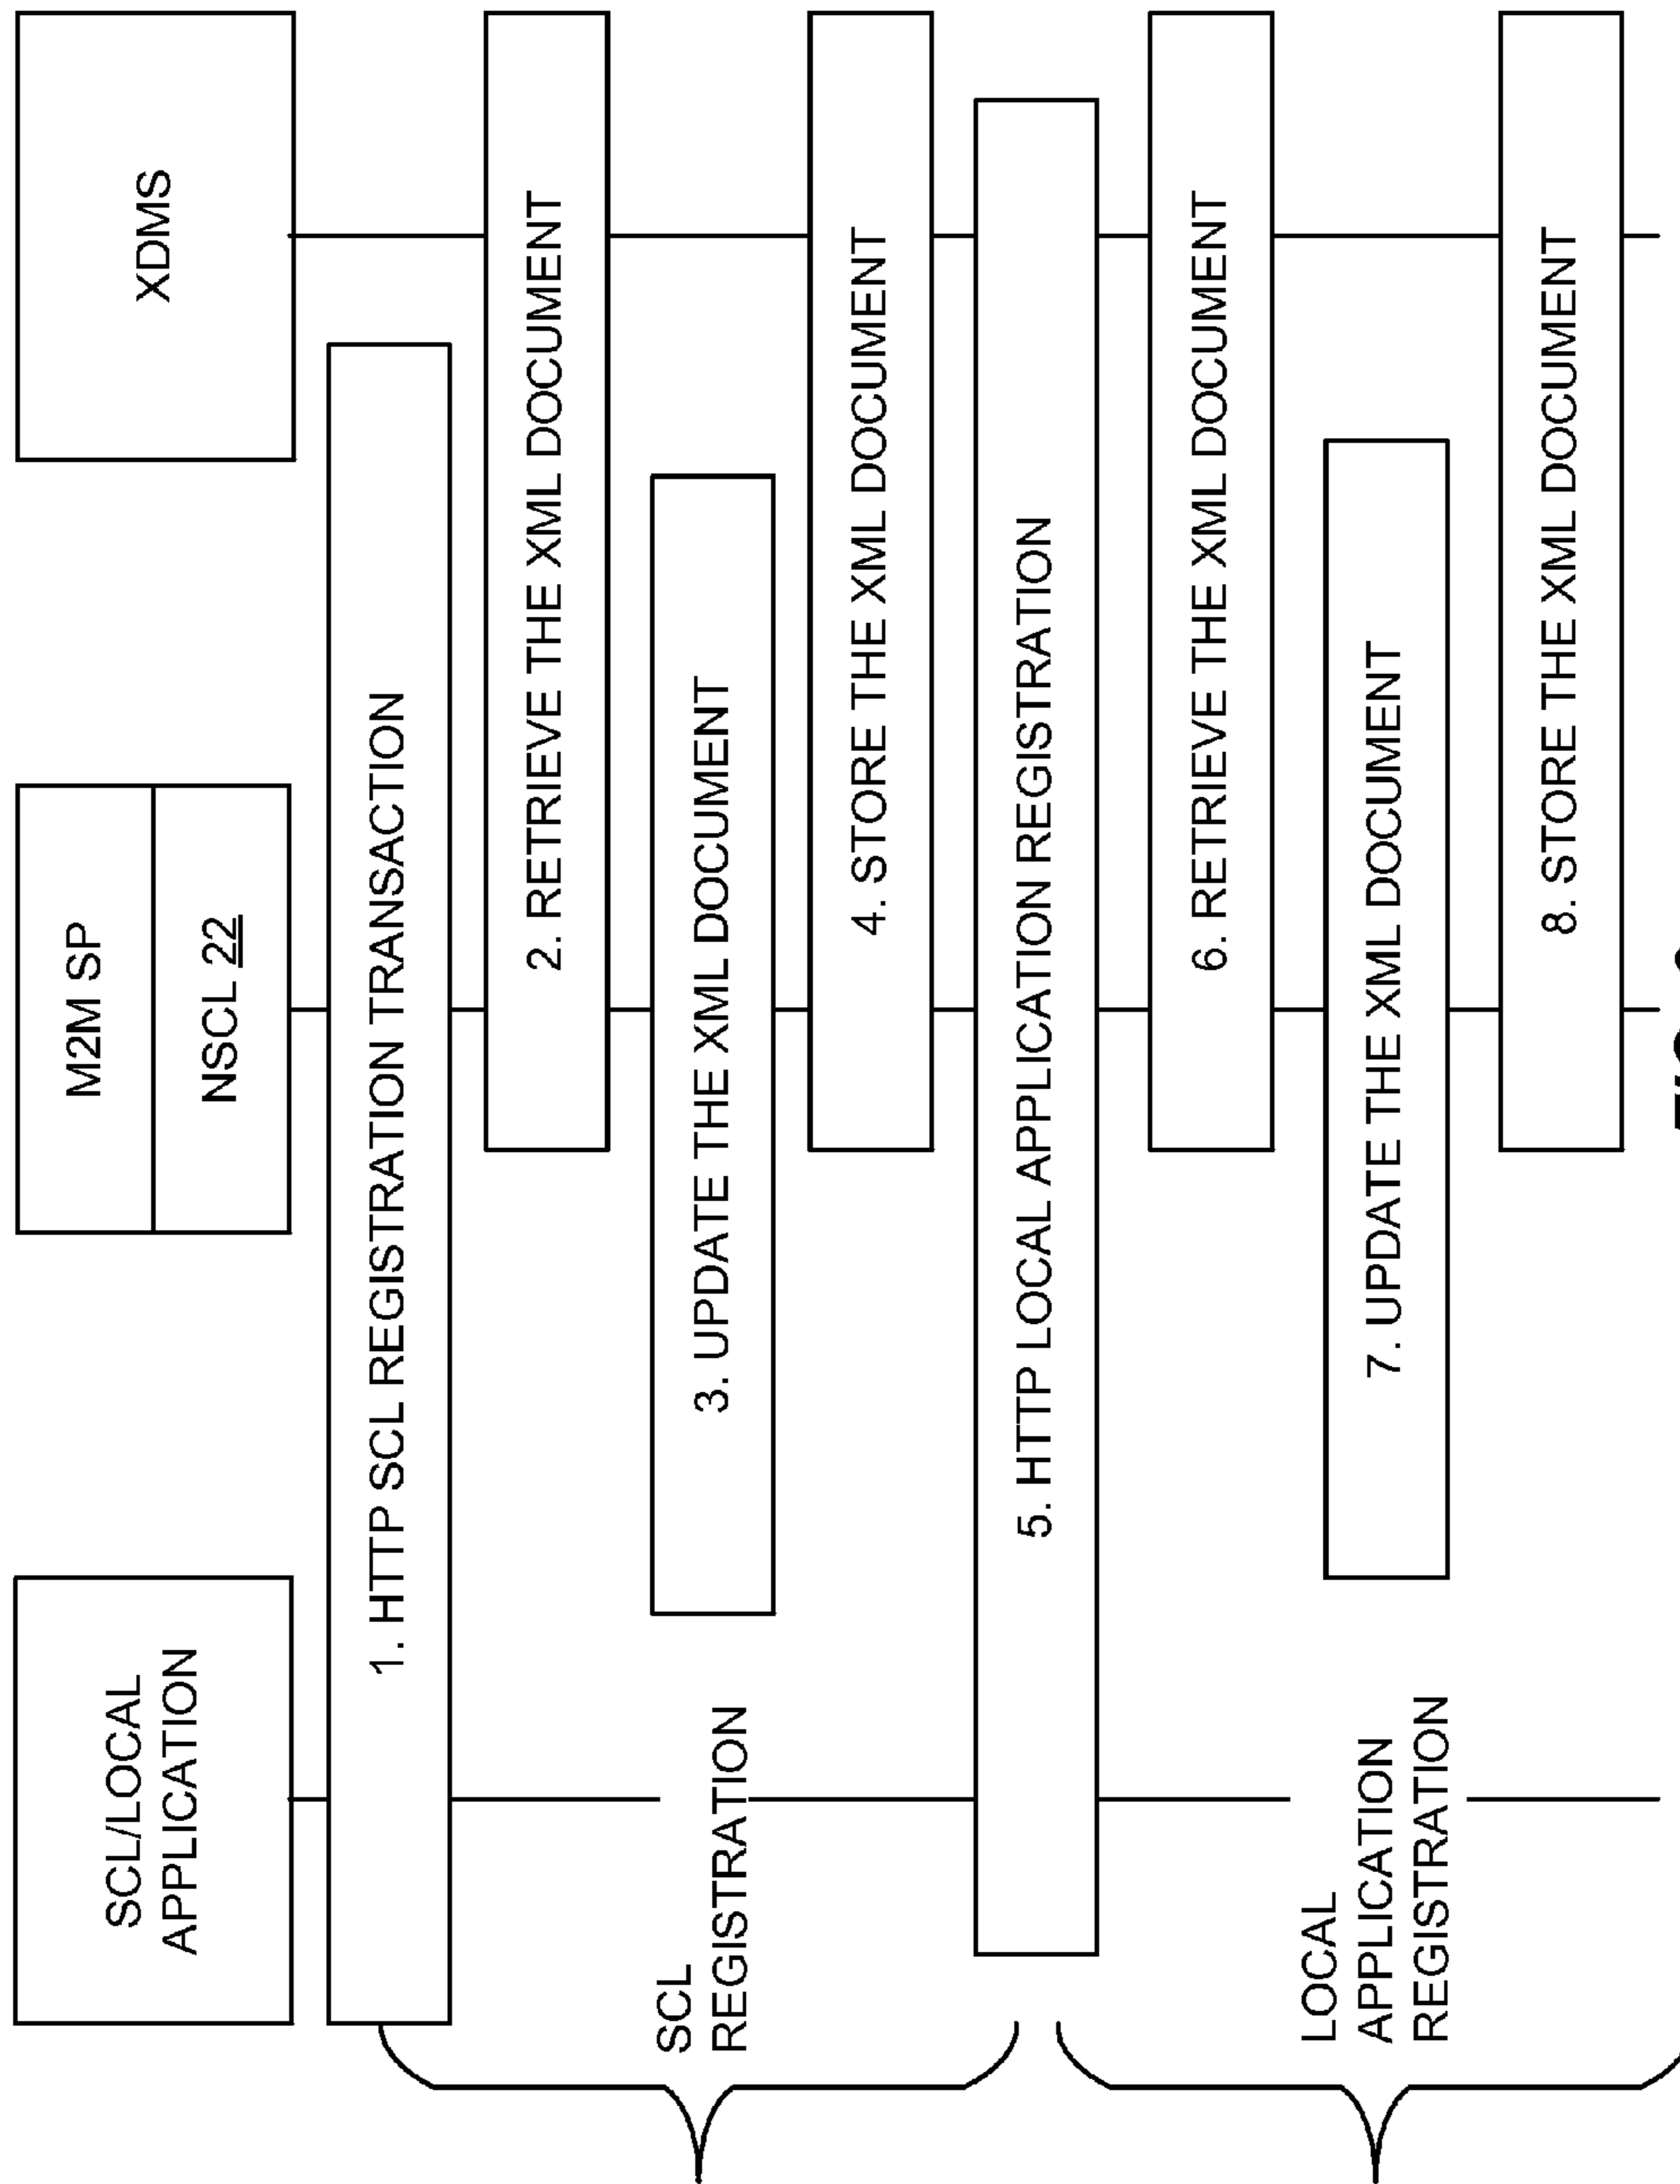 SCL/LOCAL
APPLICATION
M2M SP
NSCL 22
XDMS
1. HTTP SCL REGISTRATION TRANSACTION
2. RETRIEVE THE XML DOCUMENT
SCL
REGISTRATION
3. UPDATE THE XML DOCUMENT
4. STORE THE XML DOCUMENT
5. HTTP LOCAL APPLICATION REGISTRATION
6. RETRIEVE THE XML DOCUMENT
LOCAL
APPLICATION
REGISTRATION
7. UPDATE THE XML DOCUMENT
8. STORE THE XML DOCUMENT